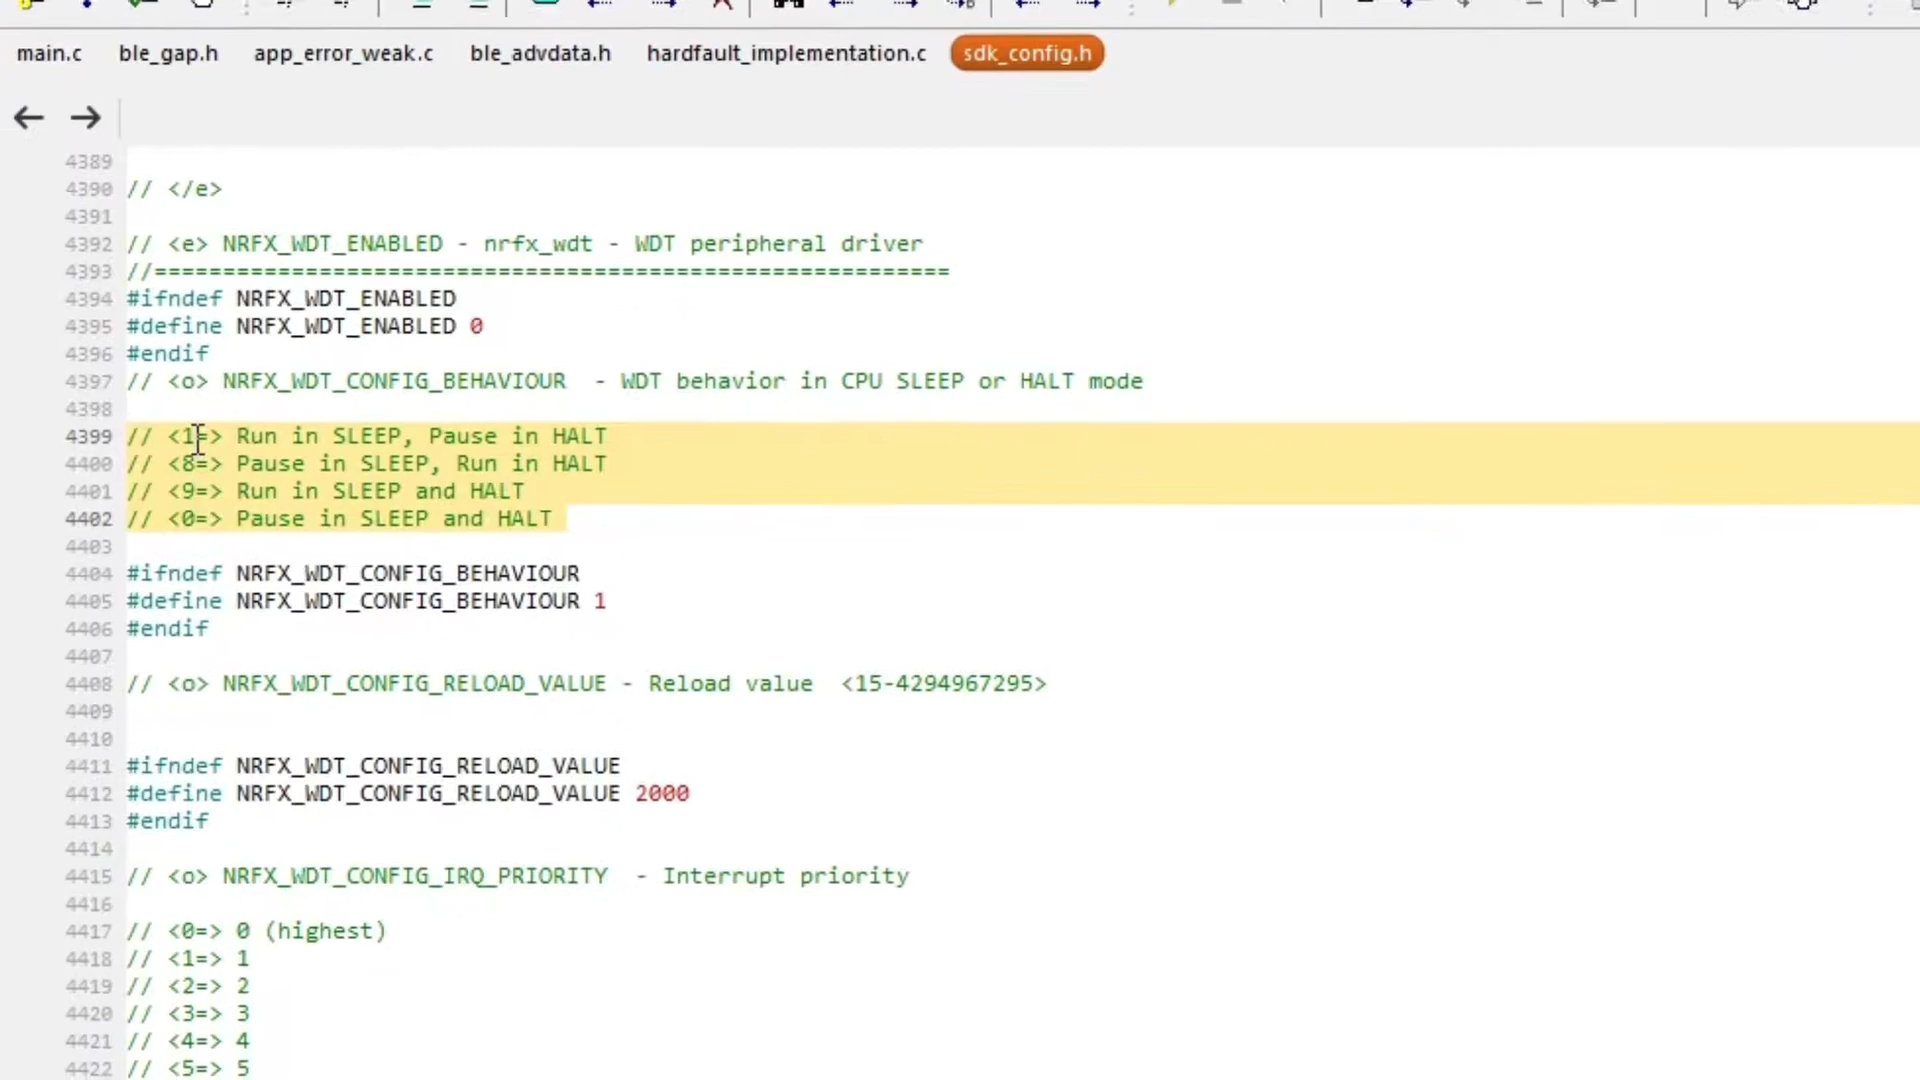 main.c ble_gap.h app_error_weak.c ble_advdata.h hardfault_implementation.c sdk_config.h
4389
4390 // </e>
4391
4392 // <e> NRFX_WDT_ENABLED - nrfx_wdt - WDT peripheral driver
4393 //==========================================================
4394 #ifndef NRFX_WDT_ENABLED
4395 #define NRFX_WDT_ENABLED 0
4396 #endif
4397 // <o> NRFX_WDT_CONFIG_BEHAVIOUR  - WDT behavior in CPU SLEEP or HALT mode
4398
4399 // <1=> Run in SLEEP, Pause in HALT
4400 // <8=> Pause in SLEEP, Run in HALT
4401 // <9=> Run in SLEEP and HALT
4402 // <0=> Pause in SLEEP and HALT
4403
4404 #ifndef NRFX_WDT_CONFIG_BEHAVIOUR
4405 #define NRFX_WDT_CONFIG_BEHAVIOUR 1
4406 #endif
4407
4408 // <o> NRFX_WDT_CONFIG_RELOAD_VALUE - Reload value  <15-4294967295>
4409
4410
4411 #ifndef NRFX_WDT_CONFIG_RELOAD_VALUE
4412 #define NRFX_WDT_CONFIG_RELOAD_VALUE 2000
4413 #endif
4414
4415 // <o> NRFX_WDT_CONFIG_IRQ_PRIORITY  - Interrupt priority
4416
4417 // <0=> 0 (highest)
4418 // <1=> 1
4419 // <2=> 2
4420 // <3=> 3
4421 // <4=> 4
4422 // <5=> 5